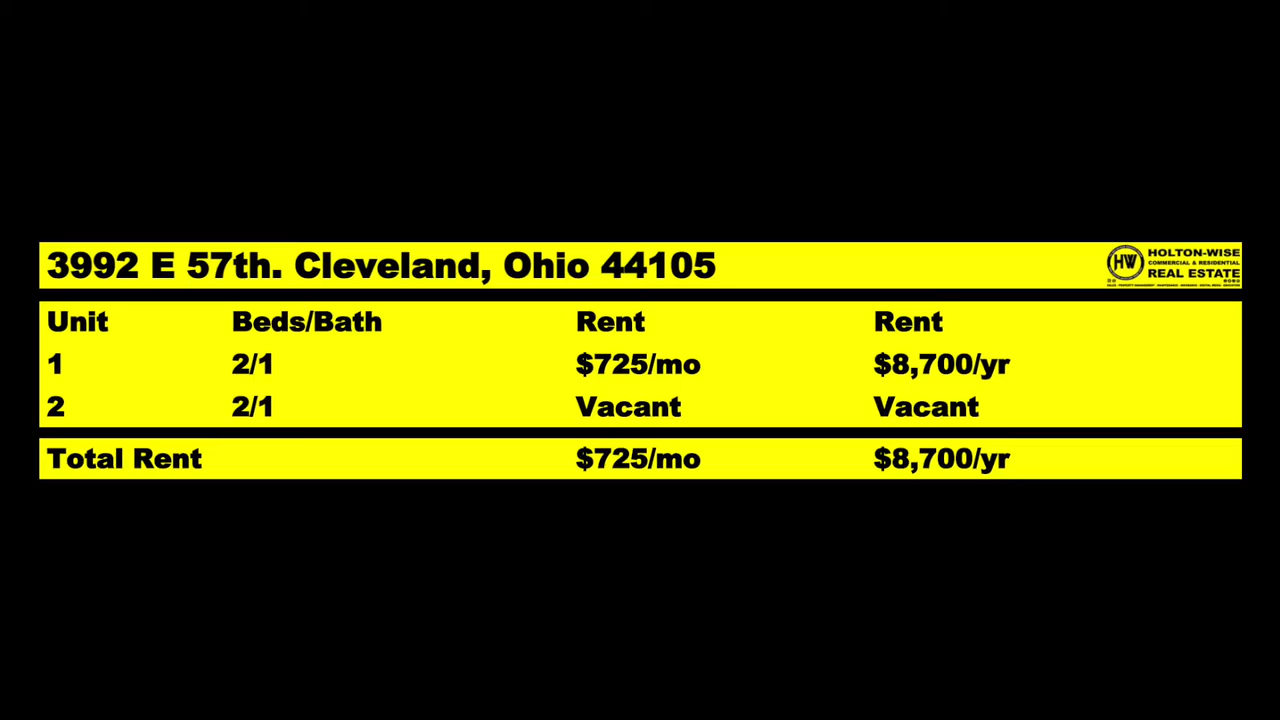 3992 E 57th. Cleveland, Ohio 44105
HW
HOLTON-WISE
COMMERCIAL & RESIDENTIAL
REAL ESTATE
Unit Beds/Bath Rent Rent
1 2/1 $725/mo $8,700/yr
2 2/1 Vacant Vacant
Total Rent $725/mo $8,700/yr